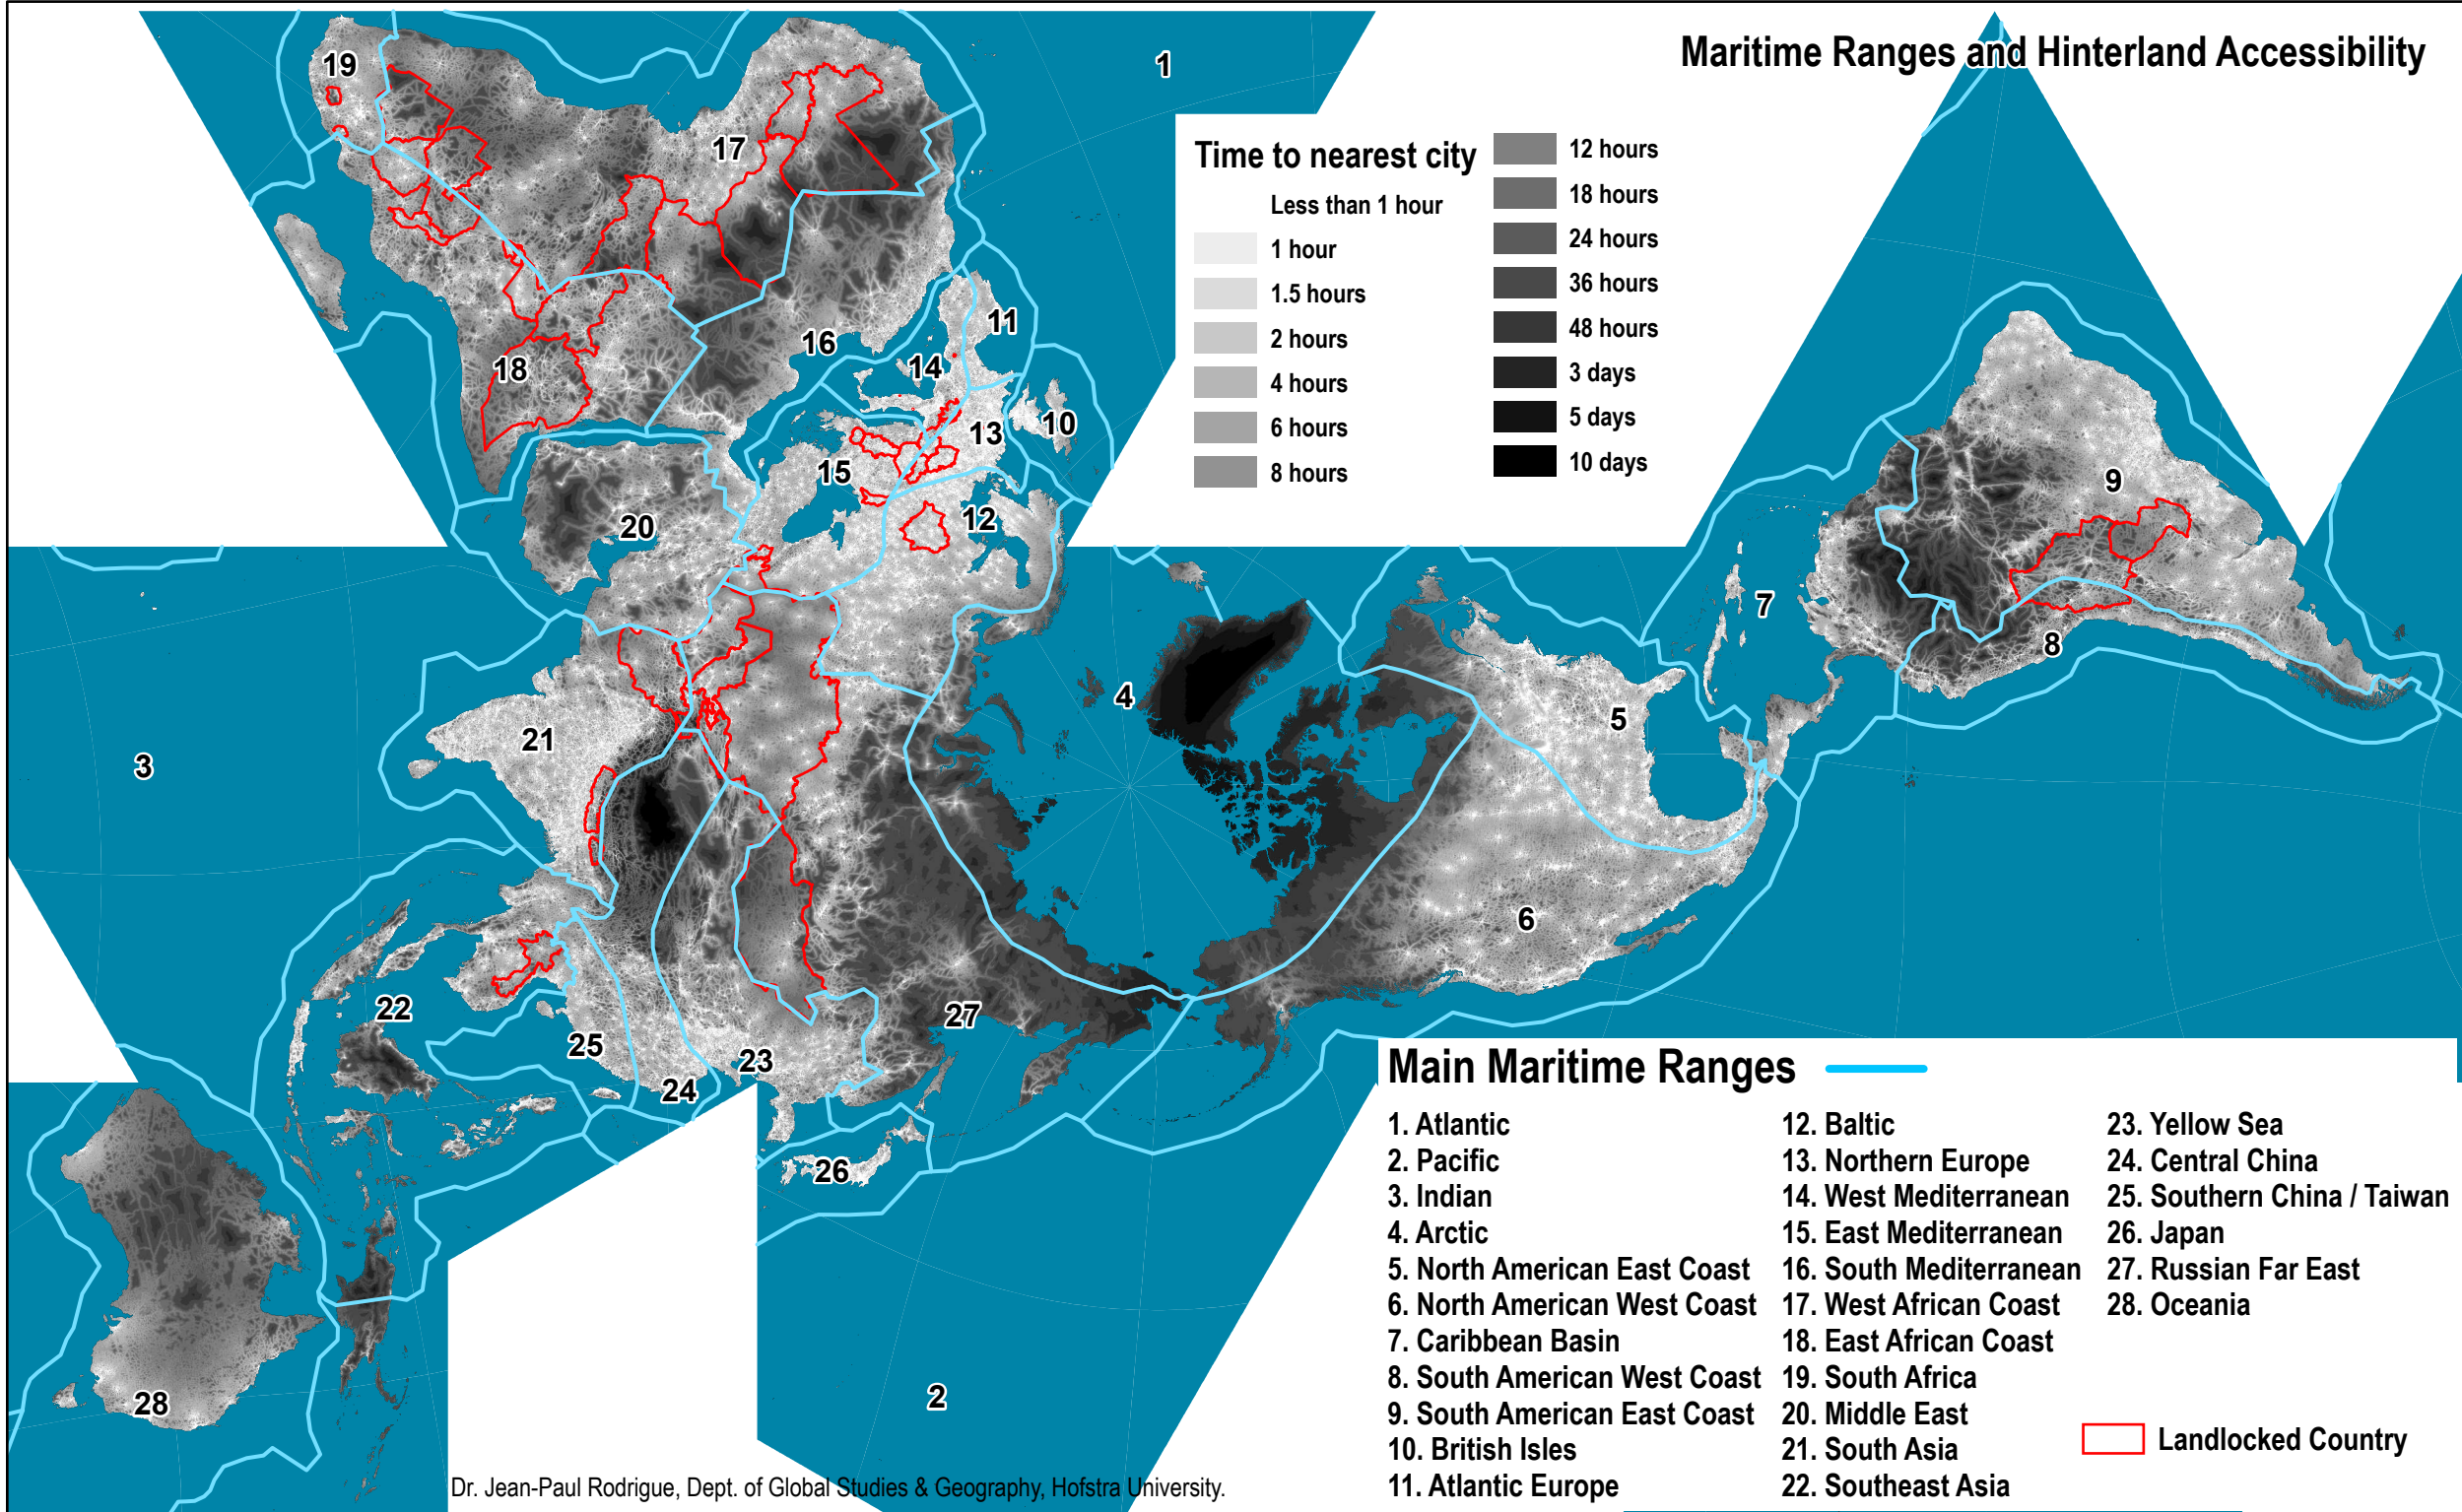 Maritime Ranges and Hinterland Accessibility
Time to nearest city
Less than 1 hour
1 hour
1.5 hours
2 hours
4 hours
6 hours
8 hours
12 hours
18 hours
24 hours
36 hours
48 hours
3 days
5 days
10 days
19
1
17
11
16
14
18
10
13
15
12
20
9
7
8
4
5
21
3
6
22
27
25
23
24
26
28
2
Main Maritime Ranges
1. Atlantic
2. Pacific
3. Indian
4. Arctic
5. North American East Coast
6. North American West Coast
7. Caribbean Basin
8. South American West Coast
9. South American East Coast
10. British Isles
11. Atlantic Europe
12. Baltic
13. Northern Europe
14. West Mediterranean
15. East Mediterranean
16. South Mediterranean
17. West African Coast
18. East African Coast
19. South Africa
20. Middle East
21. South Asia
22. Southeast Asia
23. Yellow Sea
24. Central China
25. Southern China / Taiwan
26. Japan
27. Russian Far East
28. Oceania
Landlocked Country
Dr. Jean-Paul Rodrigue, Dept. of Global Studies & Geography, Hofstra University.